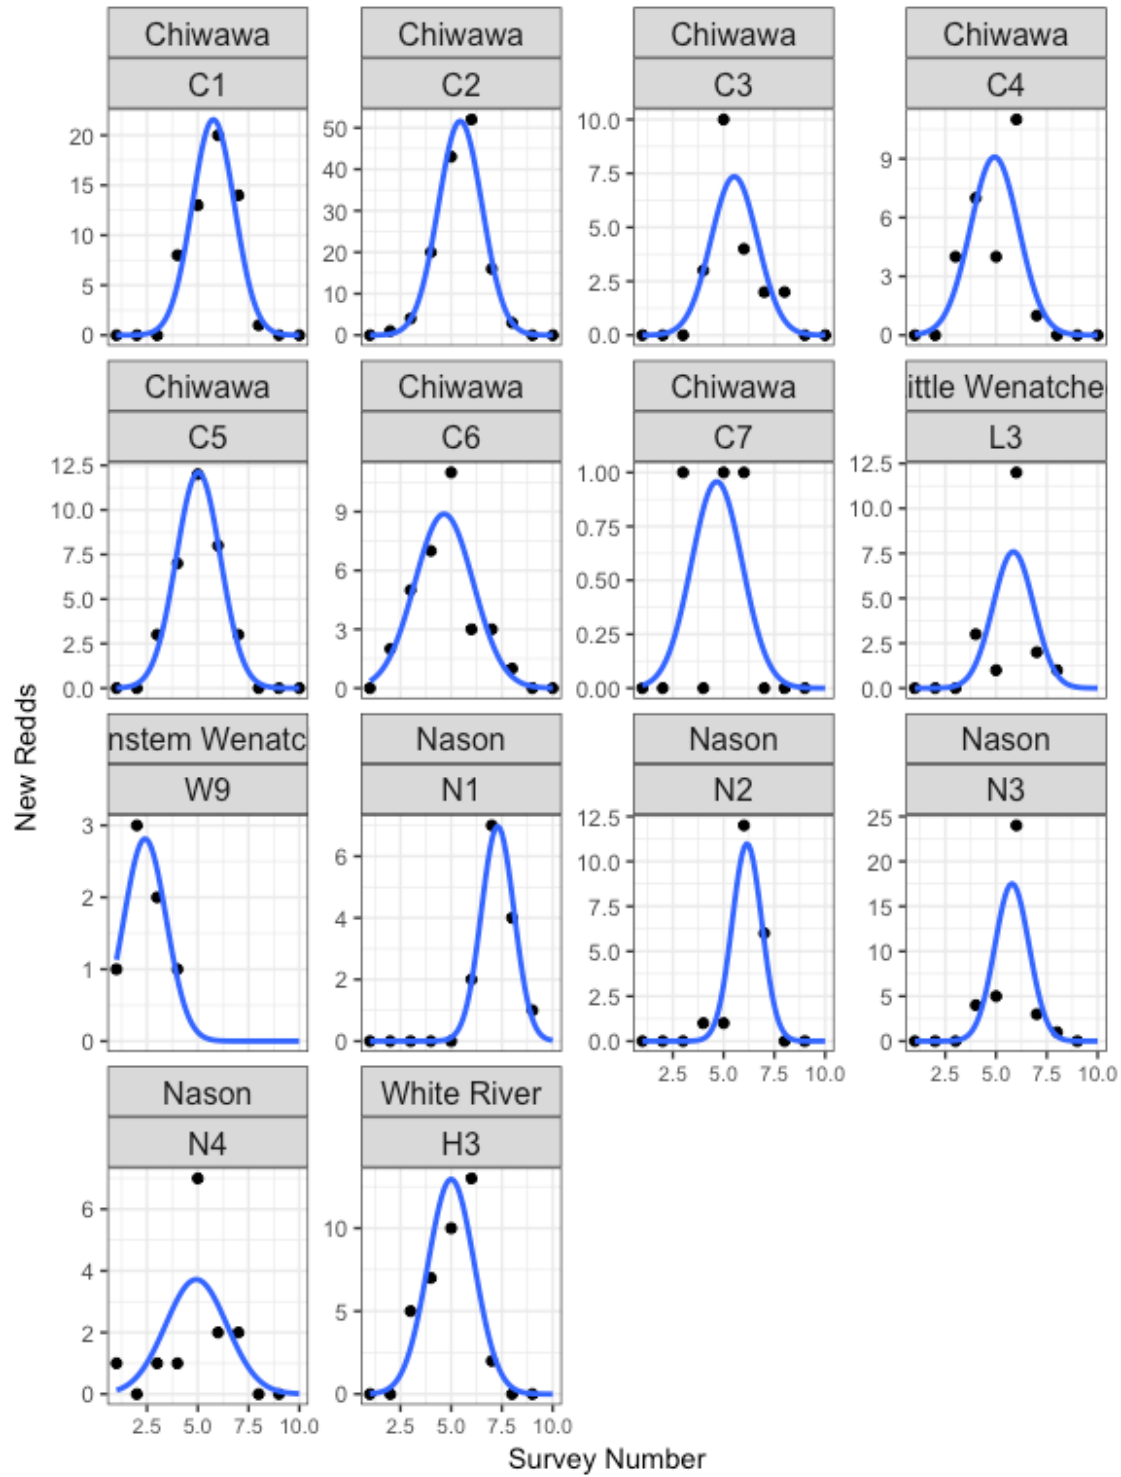 Chiwawa Chiwawa Chiwawa Chiwawa
C1 C2 C3 C4
20 15 10 5 0
50 40 30 20 10 0
10.0 7.5 5.0 2.5 0.0
9 6 3 0
Chiwawa Chiwawa Chiwawa ittle Wenatche
C5 C6 C7 L3
12.5 10.0 7.5 5.0 2.5 0.0
9 6 3 0
1.00 0.75 0.50 0.25 0.00
12.5 10.0 7.5 5.0 2.5 0.0
New Redds
nstem Wenatc Nason Nason Nason
W9 N1 N2 N3
3 2 1 0
6 4 2 0
12.5 10.0 7.5 5.0 2.5 0.0
25 20 15 10 5 0
2.5 5.0 7.5 10.0 2.5 5.0 7.5 10.0
Nason White River
N4 H3
6 4 2 0
10 5 0
2.5 5.0 7.5 10.0 2.5 5.0 7.5 10.0
Survey Number